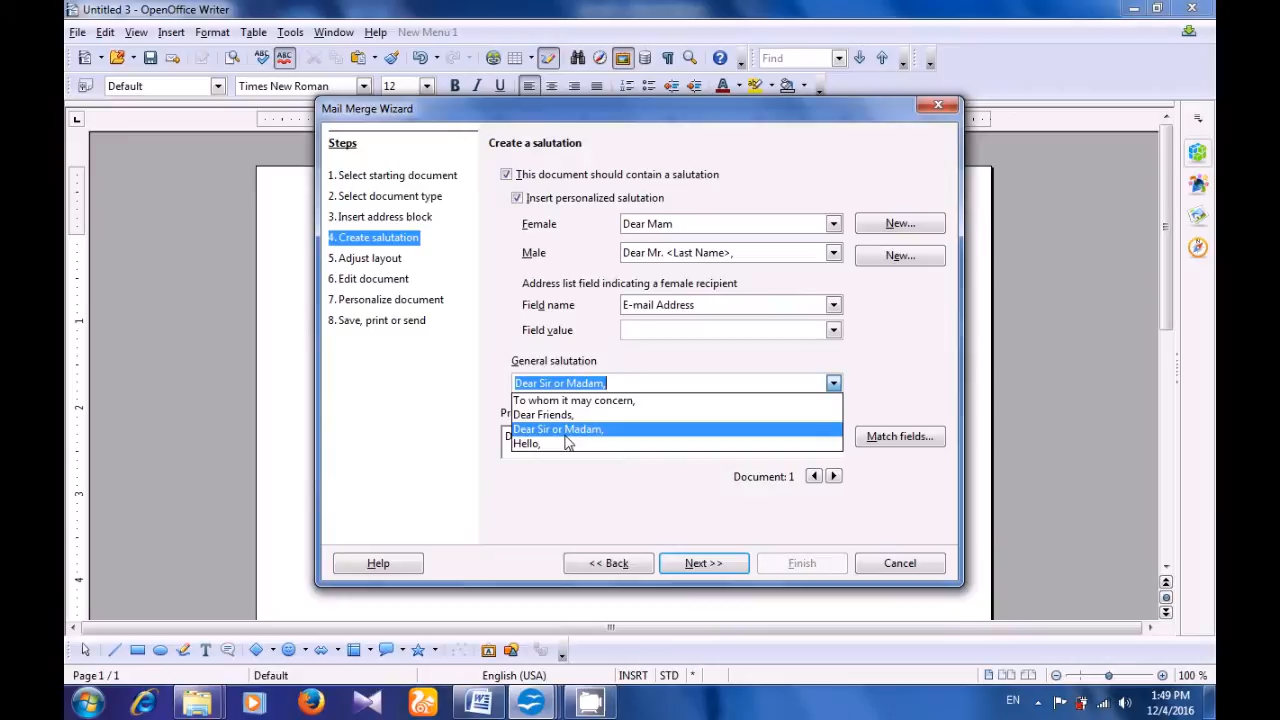 Untitled 3 - OpenOffice Writer
File Edit View Insert Format Table Tools Window Help New Menu 1
Find
Default Times New Roman 12 B I U
Mail Merge Wizard
Steps
1. Select starting document
2. Select document type
3. Insert address block
4. Create salutation
5. Adjust layout
6. Edit document
7. Personalize document
8. Save, print or send
Create a salutation
This document should contain a salutation
Insert personalized salutation
Female Dear Mam New...
Male Dear Mr. <Last Name>, New...
Address list field indicating a female recipient
Field name E-mail Address
Field value
General salutation
Dear Sir or Madam,
To whom it may concern,
Dear Friends,
Dear Sir or Madam,
Hello,
Match fields...
Document: 1
Help << Back Next >> Finish Cancel
1
2
3
4
Page 1 / 1 Default English (USA) INSRT STD * 100 %
EN 1:49 PM
12/4/2016